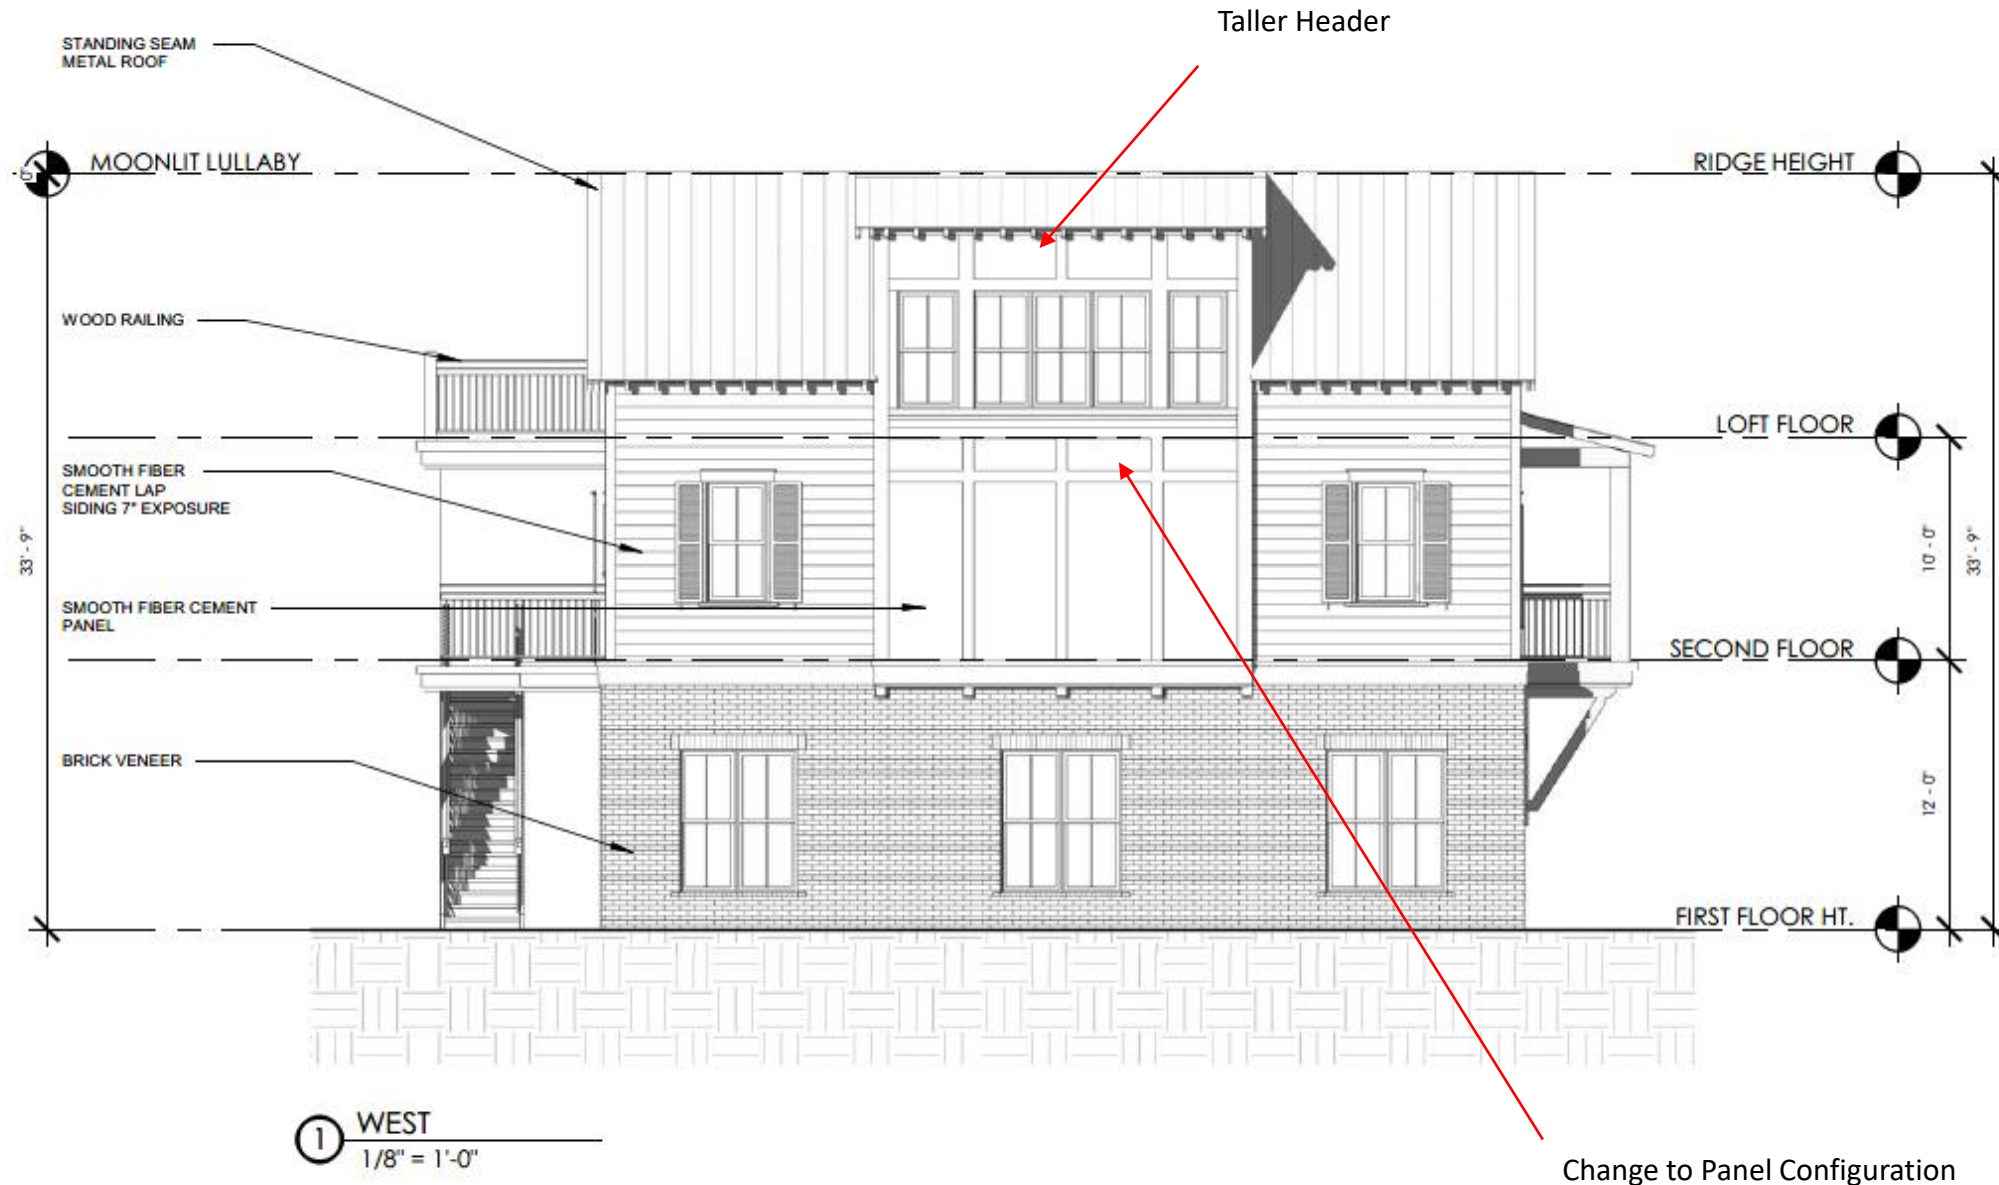 Taller Header
STANDING SEAM
METAL ROOF
MOONLIT LULLABY
RIDGE HEIGHT
WOOD RAILING
LOFT FLOOR
SMOOTH FIBER
CEMENT LAP
SIDING 7" EXPOSURE
33' - 9"
10' - 0"
33' - 9"
SMOOTH FIBER CEMENT
PANEL
SECOND FLOOR
BRICK VENEER
12' - 0"
FIRST FLOOR HT.
1
WEST
1/8" = 1'-0"
Change to Panel Configuration